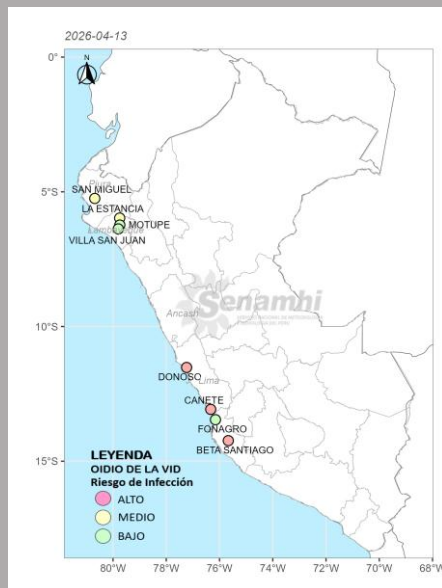 2026-04-13
N
0°
Piura
SAN MIGUEL
5°S
LA ESTANCIA
MOTUPE
Lambayeque
VILLA SAN JUAN
Senamhi
Ancash
10°S
DONOSO
Lima
CANETE
FONAGRO
BETA SANTIAGO
LEYENDA
OIDIO DE LA VID
Riesgo de Infección
ALTO
MEDIO
BAJO
15°S
80°W 78°W 76°W 74°W 72°W 70°W 68°W